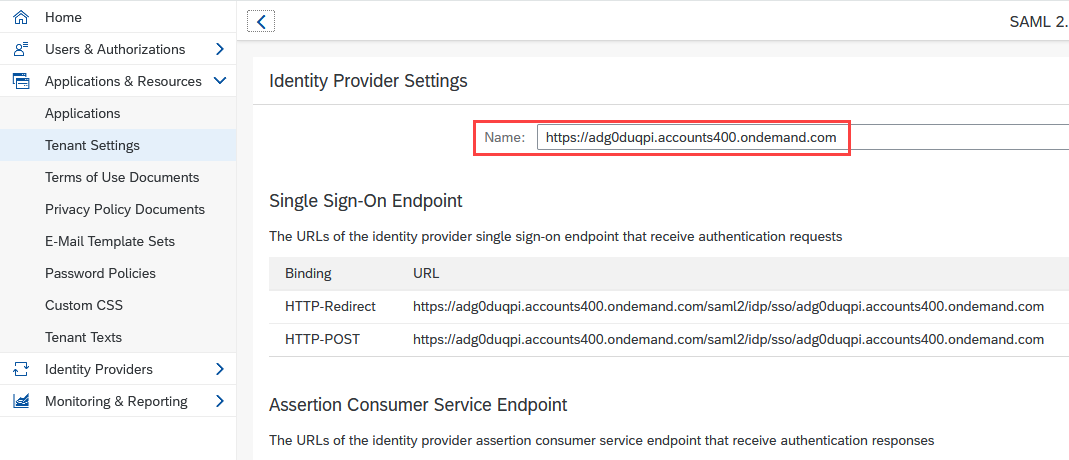 Home
Users & Authorizations
Applications & Resources
Applications
Tenant Settings
Terms of Use Documents
Privacy Policy Documents
E-Mail Template Sets
Password Policies
Custom CSS
Tenant Texts
Identity Providers
Monitoring & Reporting
SAML 2.
Identity Provider Settings
Name: https://adg0duqpi.accounts400.ondemand.com
Single Sign-On Endpoint
The URLs of the identity provider single sign-on endpoint that receive authentication requests
Binding URL
HTTP-Redirect https://adg0duqpi.accounts400.ondemand.com/saml2/idp/sso/adg0duqpi.accounts400.ondemand.com
HTTP-POST https://adg0duqpi.accounts400.ondemand.com/saml2/idp/sso/adg0duqpi.accounts400.ondemand.com
Assertion Consumer Service Endpoint
The URLs of the identity provider assertion consumer service endpoint that receive authentication responses